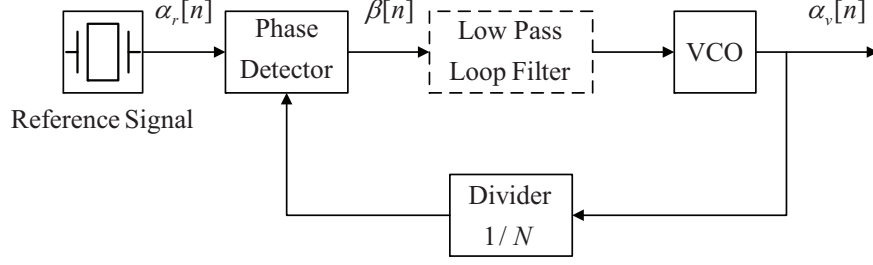 α_r[n]
Phase
Detector
β[n]
Low Pass
Loop Filter
VCO
α_v[n]
Reference Signal
Divider
1/N